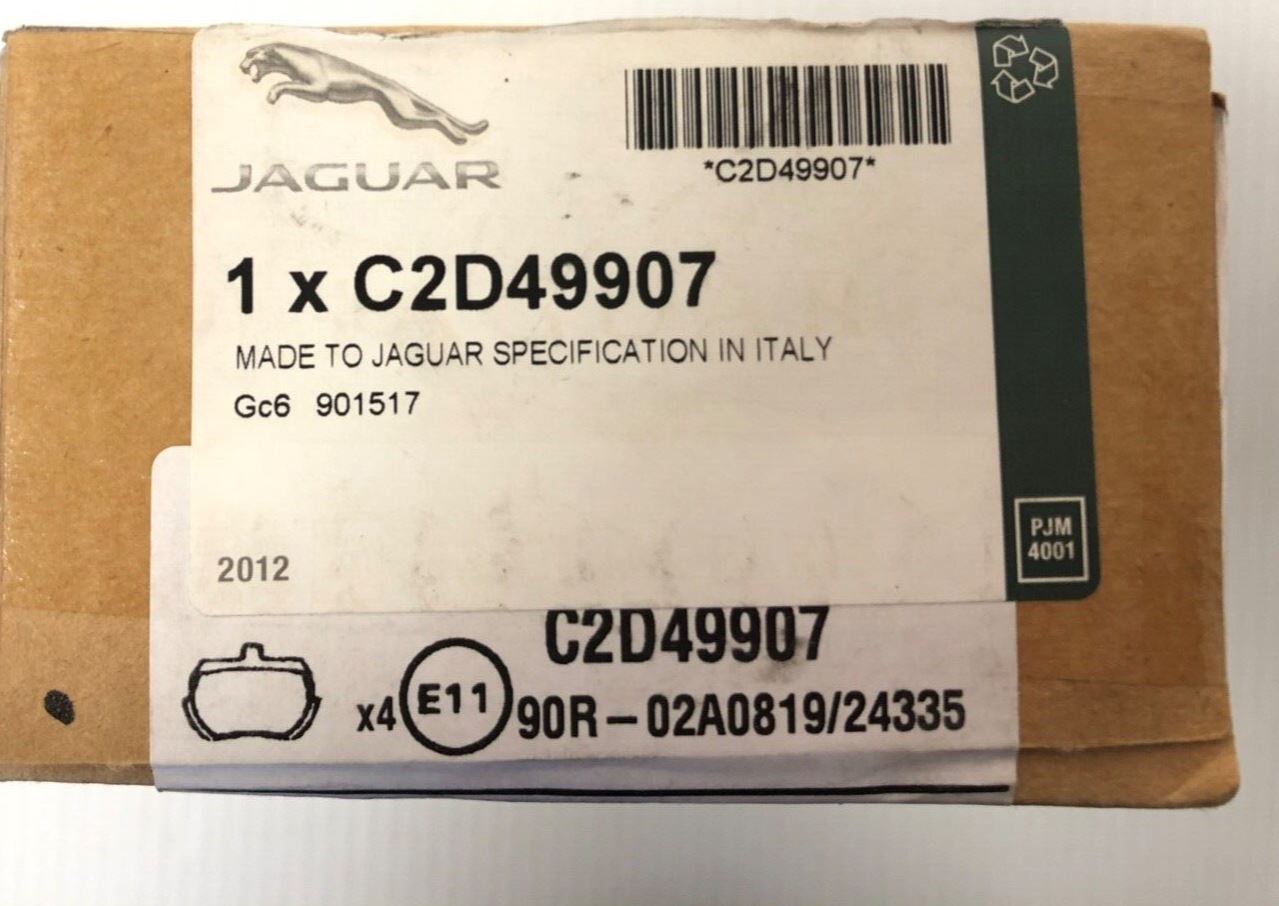 JAGUAR
*C2D49907*
1 x C2D49907
MADE TO JAGUAR SPECIFICATION IN ITALY
Gc6 901517
2012
PJM
4001
C2D49907
x4 E11 90R-02A0819/24335